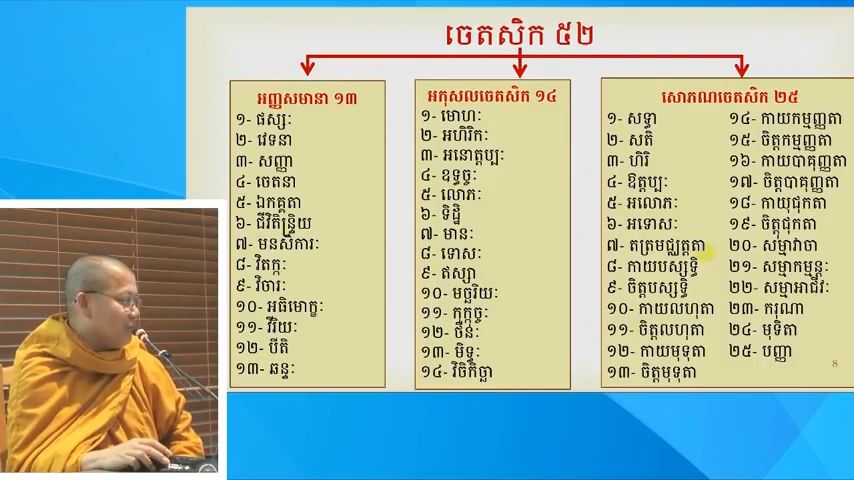 ចេតសិក ៥២
អញ្ញសមានា ១៣
១- ផស្សៈ
២- វេទនា
៣- សញ្ញា
៤- ចេតនា
៥- ឯកគ្គតា
៦- ជីវិតិន្ទ្រិយ
៧- មនសិការៈ
៨- វិតក្កៈ
៩- វិចារៈ
១០- អធិមោក្ខៈ
១១- វីរិយៈ
១២- បីតិ
១៣- ឆន្ទៈ
អកុសលចេតសិក ១៤
១- មោហៈ
២- អហិរិកៈ
៣- អនោត្តប្បៈ
៤- ឧទ្ធច្ចៈ
៥- លោភៈ
៦- ទិដ្ឋិ
៧- មានៈ
៨- ទោសៈ
៩- ឥស្សា
១០- មច្ឆរិយៈ
១១- កុក្កុច្ចៈ
១២- ថីនៈ
១៣- មិទ្ធៈ
១៤- វិចិកិច្ឆា
សោភណចេតសិក ២៥
១- សទ្ធា
២- សតិ
៣- ហិរិ
៤- ឱត្តប្បៈ
៥- អលោភៈ
៦- អទោសៈ
៧- តត្រមជ្ឈត្តតា
៨- កាយបស្សទ្ធិ
៩- ចិត្តបស្សទ្ធិ
១០- កាយលហុតា
១១- ចិត្តលហុតា
១២- កាយមុទុតា
១៣- ចិត្តមុទុតា
១៤- កាយកម្មញ្ញតា
១៥- ចិត្តកម្មញ្ញតា
១៦- កាយបាគុញ្ញតា
១៧- ចិត្តបាគុញ្ញតា
១៨- កាយុជុកតា
១៩- ចិត្តុជុកតា
២០- សម្មាវាចា
២១- សម្មាកម្មន្តៈ
២២- សម្មាអាជីវៈ
២៣- ករុណា
២៤- មុទិតា
២៥- បញ្ញា
8